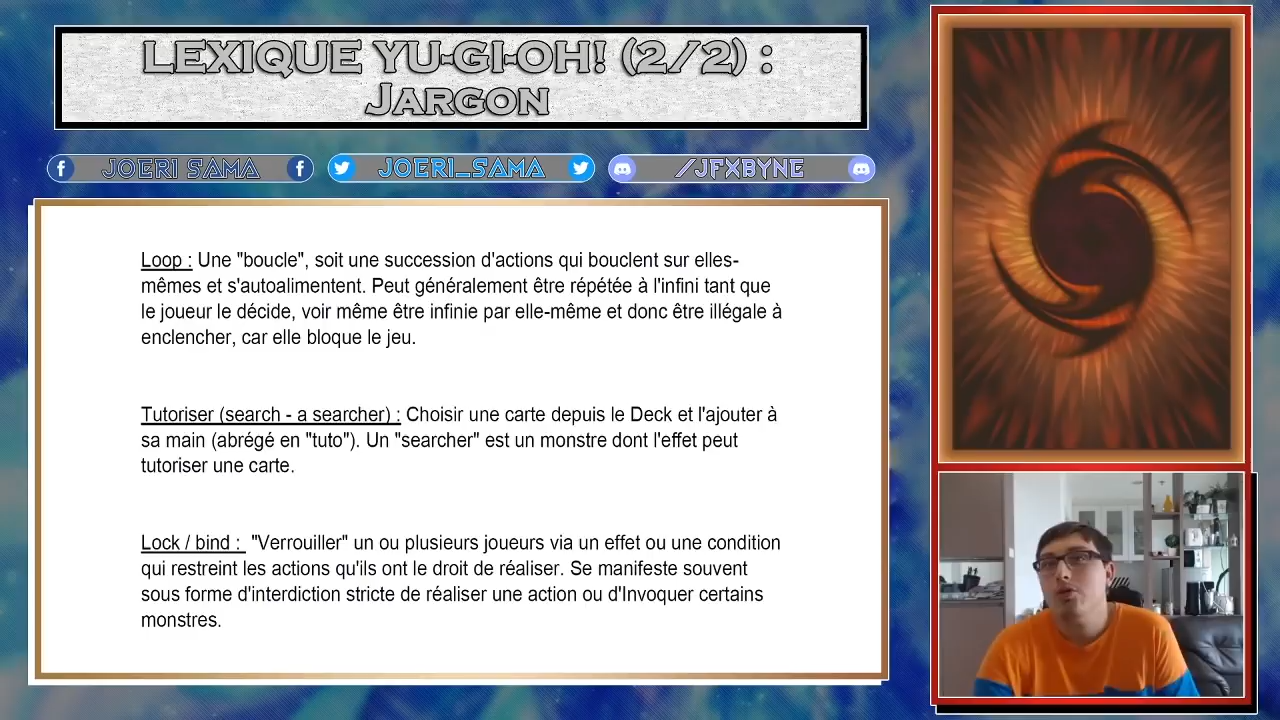 LEXIQUE YU-GI-OH! (2/2) :
JARGON
JOERI SAMA
JOERI_SAMA
/JFXBYNE
Loop : Une "boucle", soit une succession d'actions qui bouclent sur elles-
mêmes et s'autoalimentent. Peut généralement être répétée à l'infini tant que
le joueur le décide, voir même être infinie par elle-même et donc être illégale à
enclencher, car elle bloque le jeu.
Tutoriser (search - a searcher) : Choisir une carte depuis le Deck et l'ajouter à
sa main (abrégé en "tuto"). Un "searcher" est un monstre dont l'effet peut
tutoriser une carte.
Lock / bind : "Verrouiller" un ou plusieurs joueurs via un effet ou une condition
qui restreint les actions qu'ils ont le droit de réaliser. Se manifeste souvent
sous forme d'interdiction stricte de réaliser une action ou d'Invoquer certains
monstres.